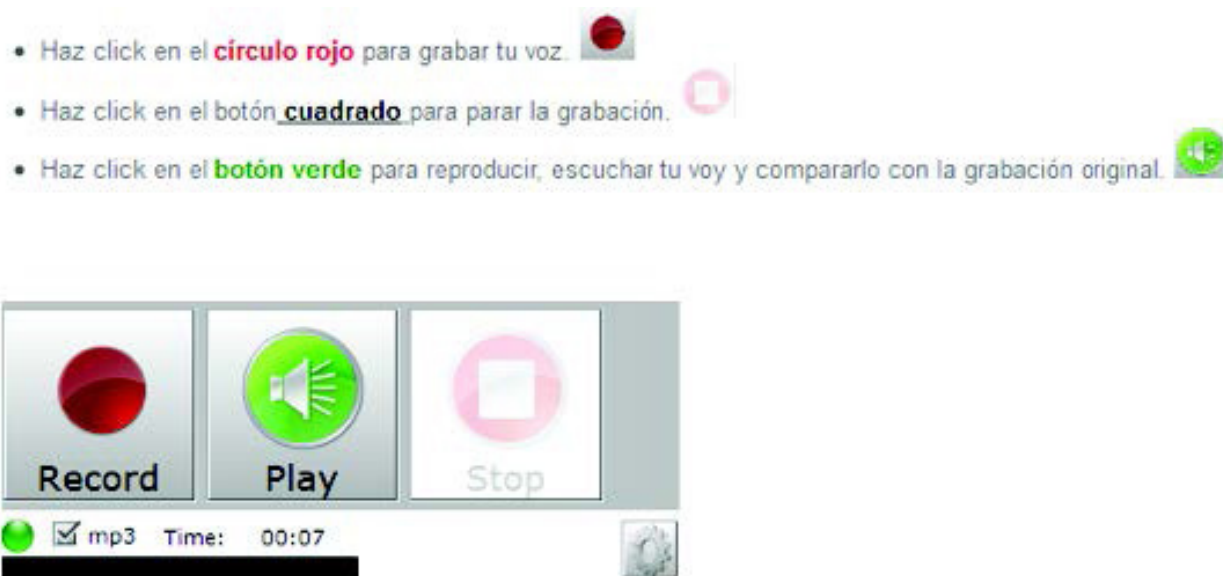 • Haz click en el círculo rojo para grabar tu voz.
• Haz click en el botón cuadrado para parar la grabación.
• Haz click en el botón verde para reproducir, escuchar tu voy y compararlo con la grabación original.
Record Play Stop
mp3 Time: 00:07